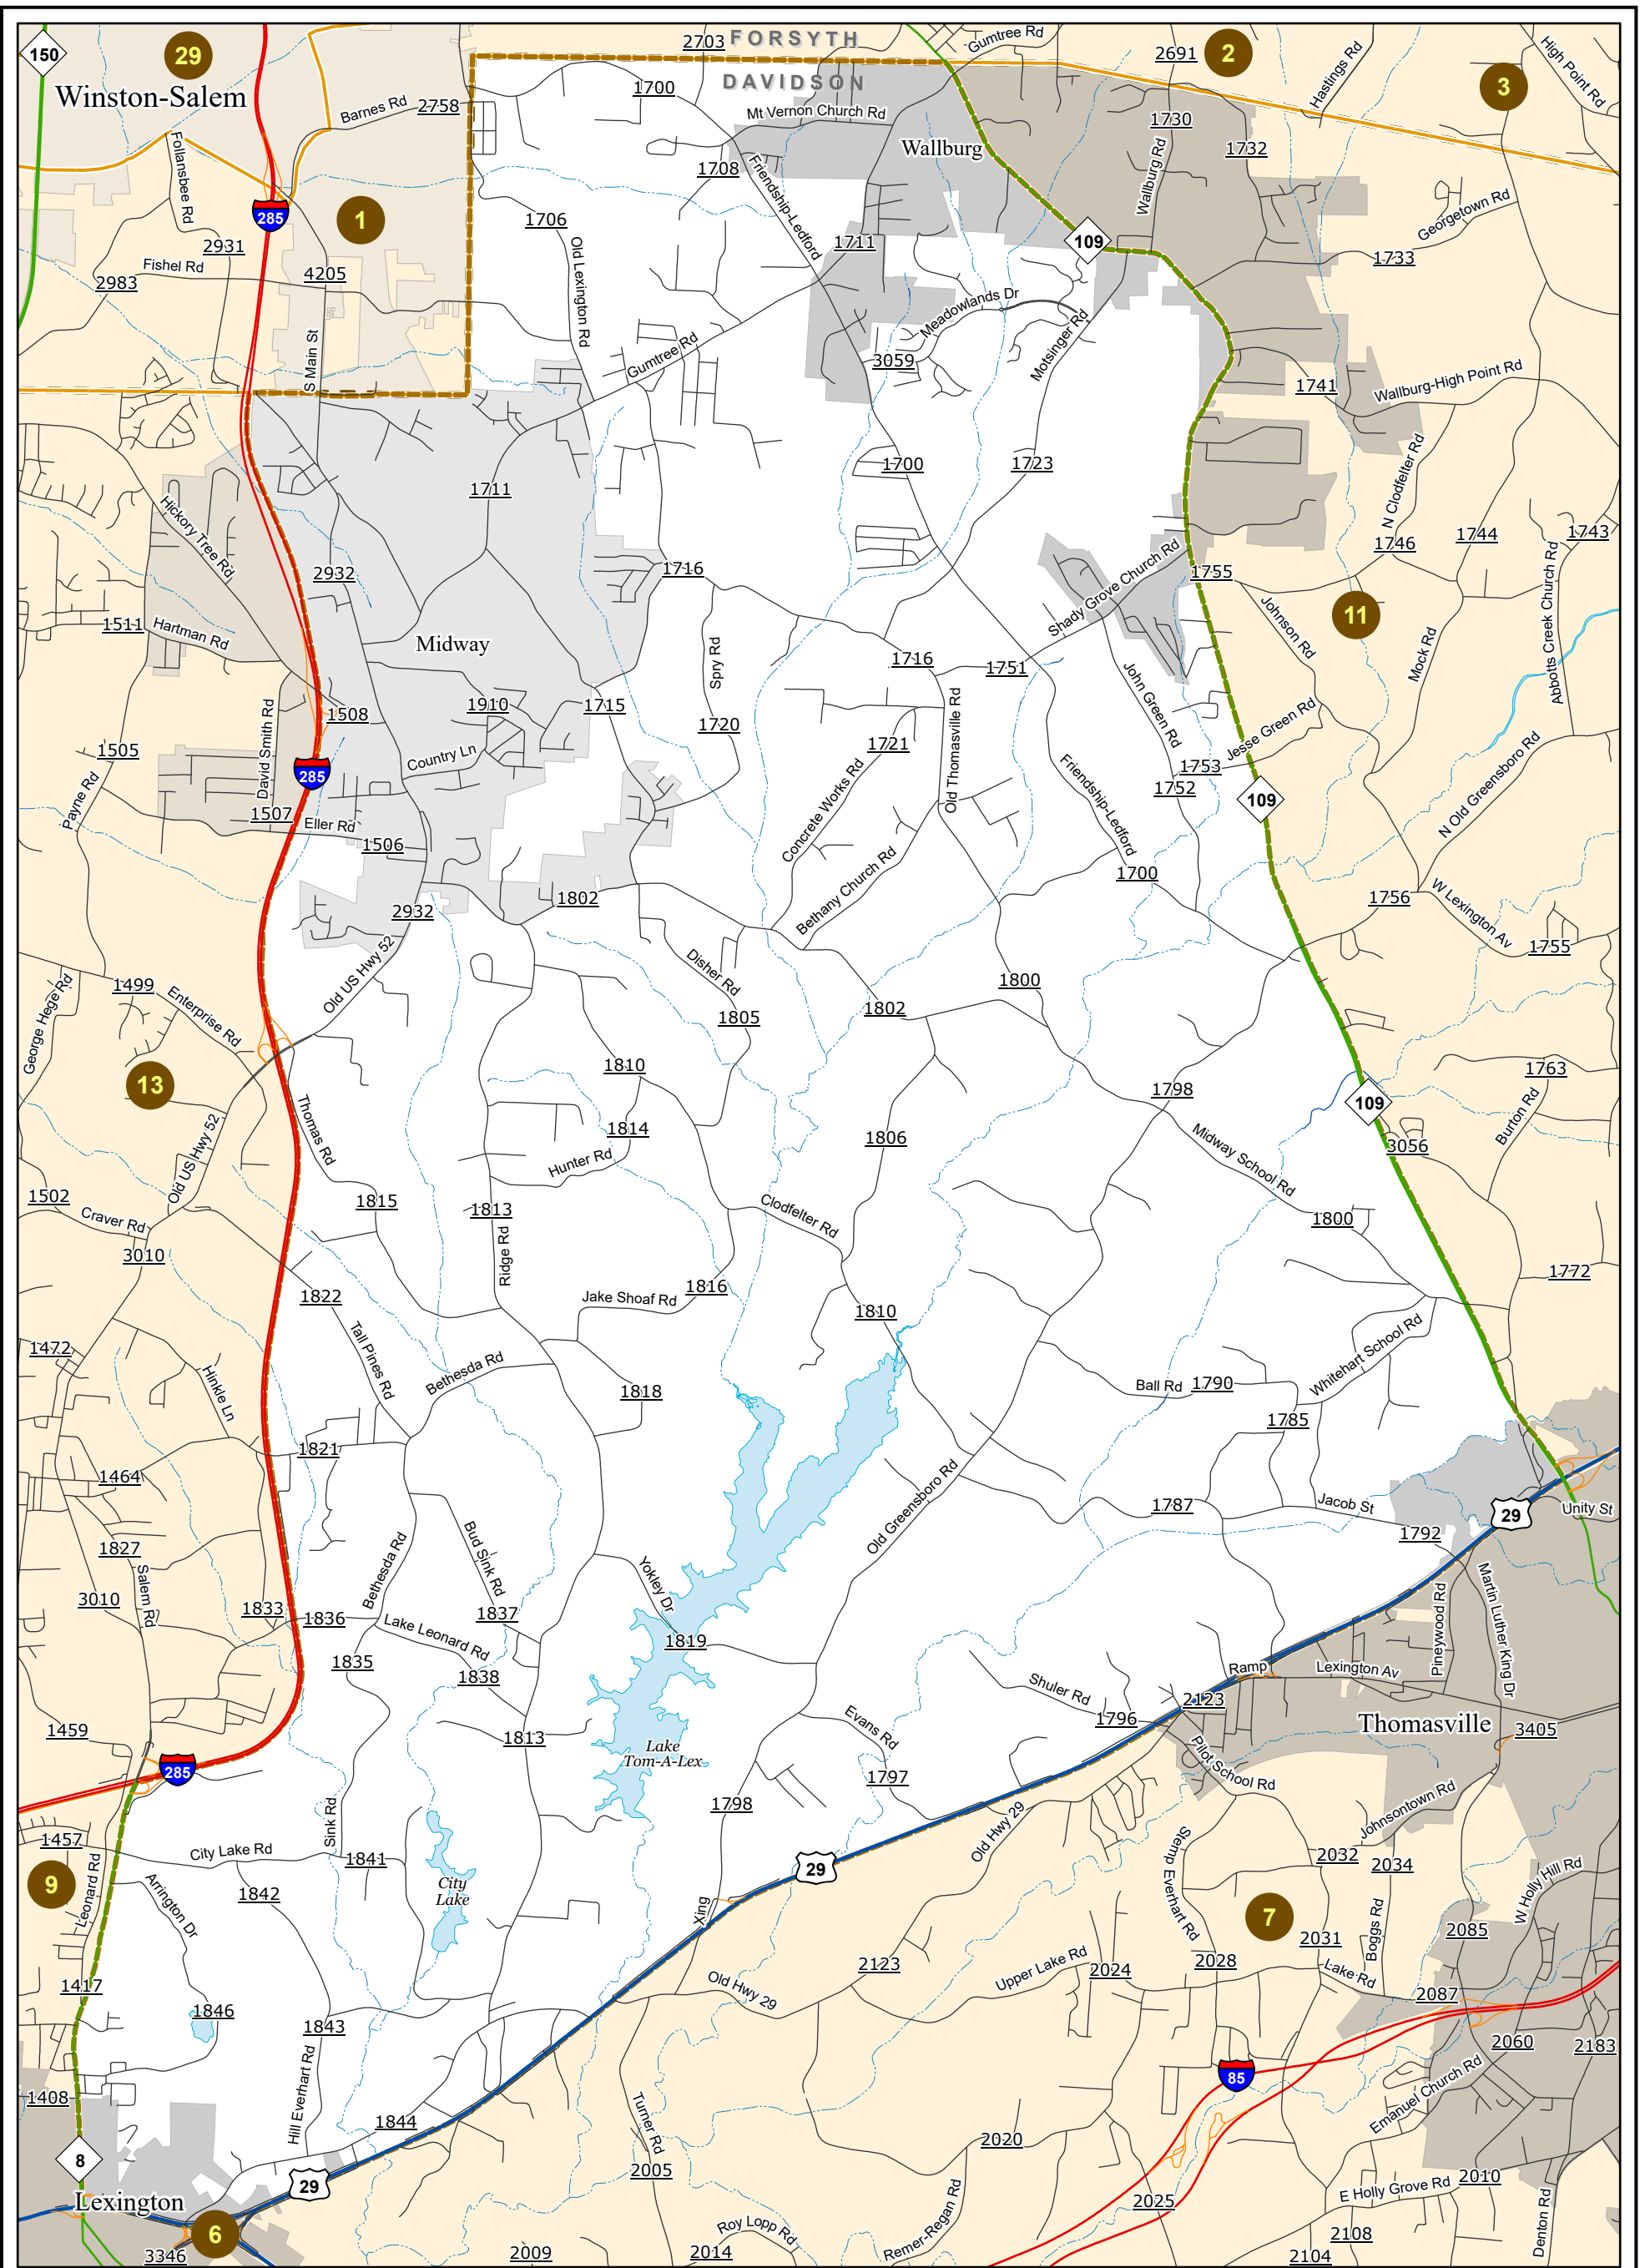 150
29
Winston-Salem
FORSYTH
DAVIDSON
2703
Gumtree Rd
2691
2
Hastings Rd
3
High Point Rd
Barnes Rd
2758
1700
Mt Vernon Church Rd
Wallburg
1730
1732
Follansbee Rd
1708
Friendship-Ledford
Wallburg Rd
285
1
1706
1711
109
Georgetown Rd
2931
Fishel Rd
2983
4205
Old Lexington Rd
1733
Meadowlands Dr
S Main St
Gumtree Rd
3059
Motsinger Rd
1741
Wallburg-High Point Rd
1711
1700
1723
N Clodfelter Rd
Hickory Tree Rd
2932
1716
1746
1744
1743
1755
Shady Grove Church Rd
Johnson Rd
11
Abbotts Creek Church Rd
1511
Hartman Rd
Midway
Spry Rd
1716
1751
Mock Rd
John Green Rd
1910
1715
1508
1720
Old Thomasville Rd
1721
Jesse Green Rd
1753
1505
David Smith Rd
Country Ln
285
1752
109
N Old Greensboro Rd
Payne Rd
1507
Eller Rd
1506
Concrete Works Rd
Friendship-Ledford
Bethany Church Rd
1700
1802
2932
1756
W Lexington Av
1755
Old US Hwy 52
Disher Rd
1800
1499
Enterprise Rd
George Hege Rd
1805
1802
13
1810
1798
1763
109
Burton Rd
Thomas Rd
1814
1806
3056
Hunter Rd
Midway School Rd
Old US Hwy 52
1502
Craver Rd
1815
1813
Clodfelter Rd
1800
3010
Ridge Rd
1772
1822
1816
Jake Shoaf Rd
1810
1472
Tall Pines Rd
Whitehart School Rd
Hinkle Ln
Bethesda Rd
1818
Ball Rd
1790
1785
1821
1464
Old Greensboro Rd
1787
Jacob St
29
Unity St
1792
1827
Bethesda Rd
Bud Sink Rd
Yokley Dr
Salem Rd
3010
1833
1836
1837
Lake Leonard Rd
1819
Pineywood Rd
Martin Luther King Dr
1835
1838
Ramp
Lexington Av
Shuler Rd
2123
1459
1813
Lake
Tom-A-Lex
Evans Rd
1796
Thomasville
3405
285
1797
Pilot School Rd
1798
Sink Rd
Old Hwy 29
Johnsontown Rd
1457
City Lake Rd
1841
29
Stemp Everhart Rd
2032
2034
9
Leonard Rd
Arrington Dr
1842
City
Lake
W Holly Hill Rd
Xing
7
Boggs Rd
2031
2085
2123
Upper Lake Rd
2024
2028
1417
Old Hwy 29
Lake Rd
2087
1846
1843
2060
2183
85
1408
Hill Everhart Rd
1844
Turner Rd
Emanuel Church Rd
8
2020
29
2005
2010
Lexington
E Holly Grove Rd
2025
Remer-Regan Rd
Denton Rd
6
Roy Lopp Rd
2108
3346
2009
2014
2104